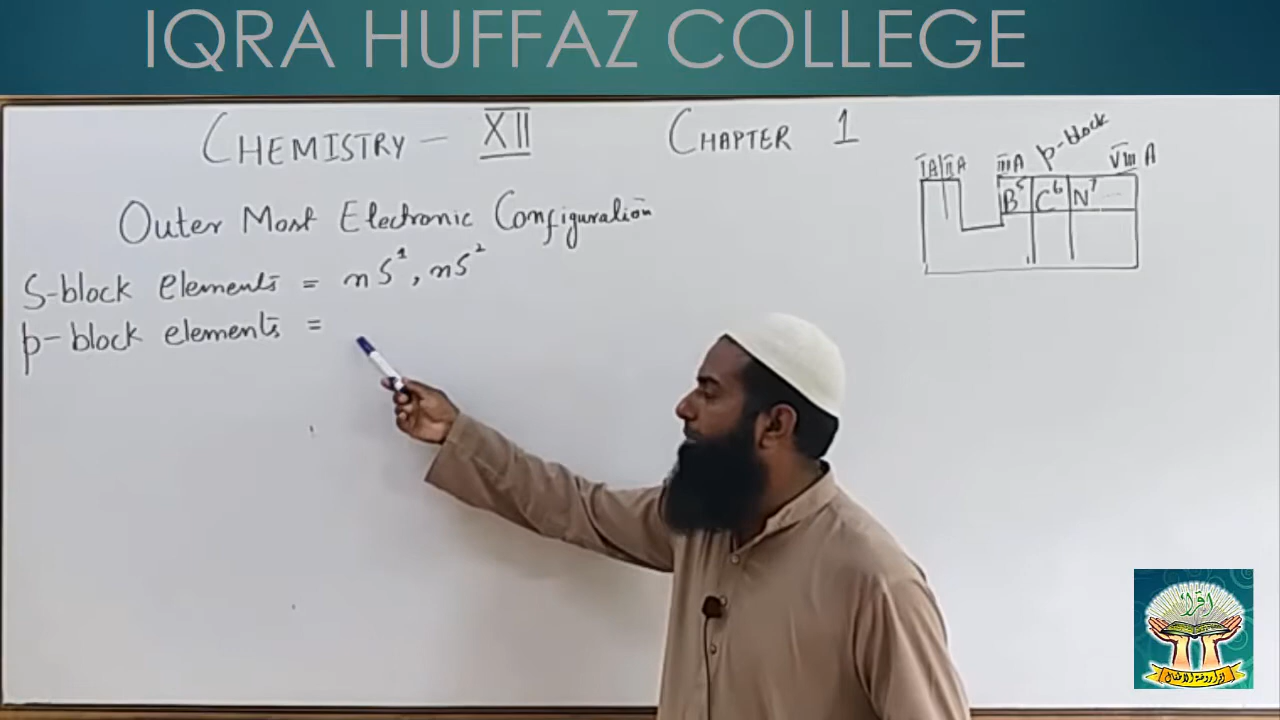 IQRA HUFFAZ COLLEGE
CHEMISTRY - XII CHAPTER 1
p-block
IA IIA IIIA VIIIA
B⁵ C⁶ N⁷ ...
Outer Most Electronic Configuration
S-block elements = nS¹, nS²
p-block elements =